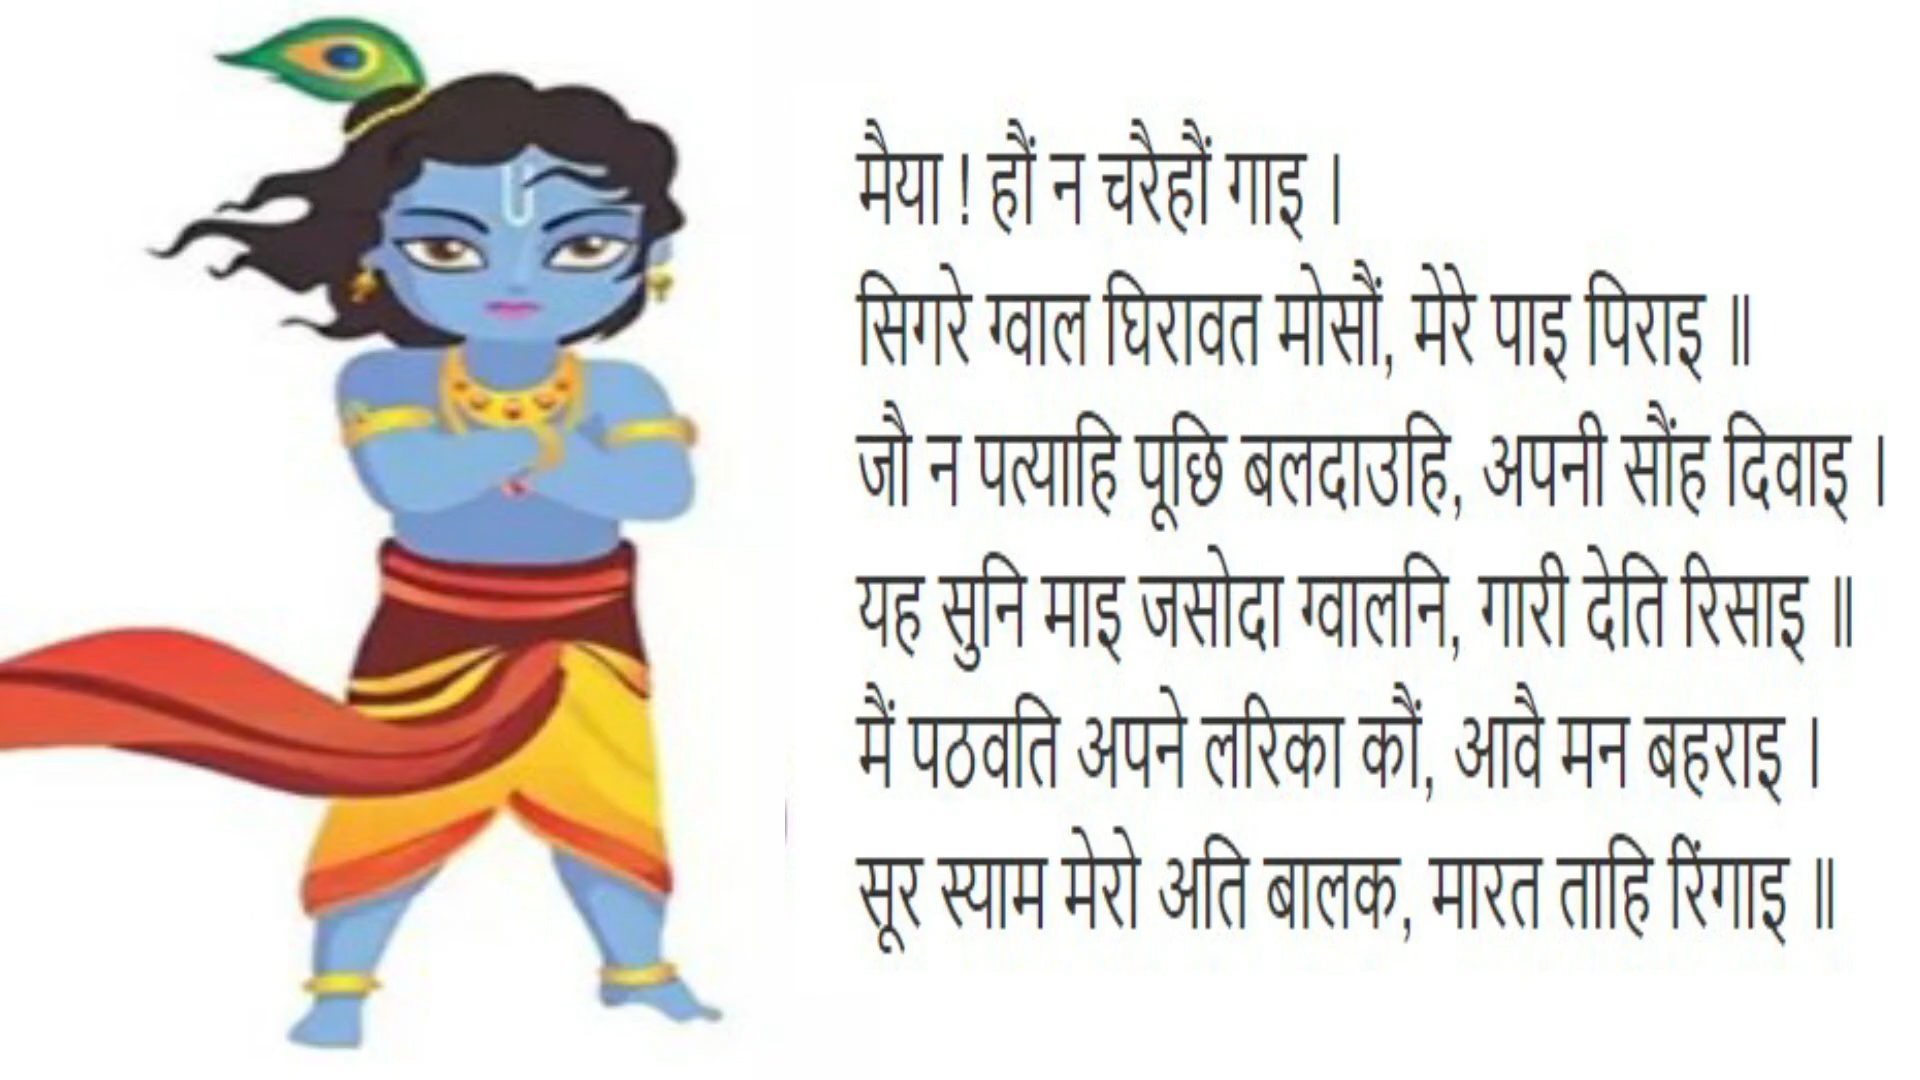 मैया ! हौं न चरैहौं गाइ ।
सिगरे ग्वाल घिरावत मोसौं, मेरे पाइ पिराइ ॥
जौ न पत्याहि पूछि बलदाउहि, अपनी सौंह दिवाइ ।
यह सुनि माइ जसोदा ग्वालनि, गारी देति रिसाइ ॥
मैं पठवति अपने लरिका कौं, आवै मन बहराइ ।
सूर स्याम मेरो अति बालक, मारत ताहि रिंगाइ ॥